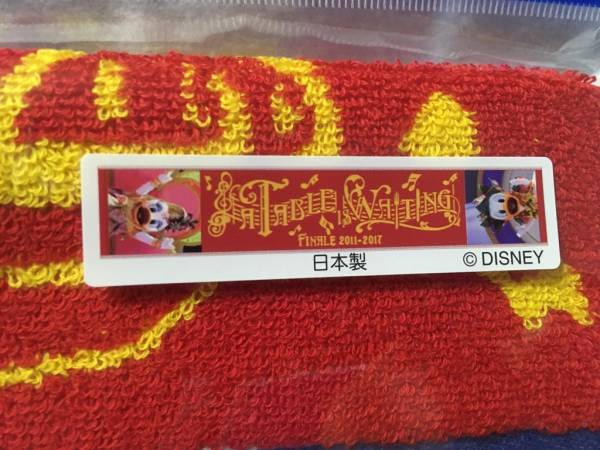 A TABLE IS WAITING
FINALE 2011-2017
日本製
© DISNEY